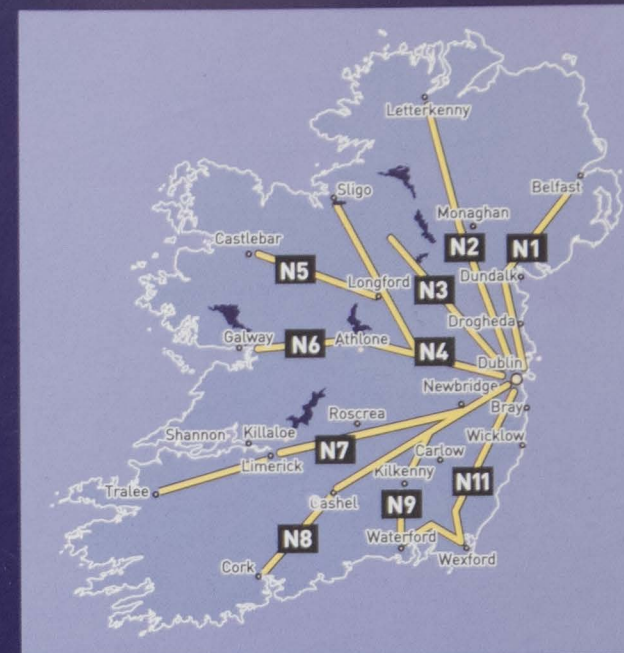 Letterkenny
Belfast
Sligo
Monaghan
Castlebar
N2
N1
N5
Dundalk
Longford
N3
Drogheda
Galway
N6
Athlone
N4
Dublin
Newbridge
Roscrea
Bray
Shannon
Killaloe
Wicklow
N7
Carlow
Limerick
Kilkenny
Tralee
Cashel
N9
N11
N8
Waterford
Wexford
Cork